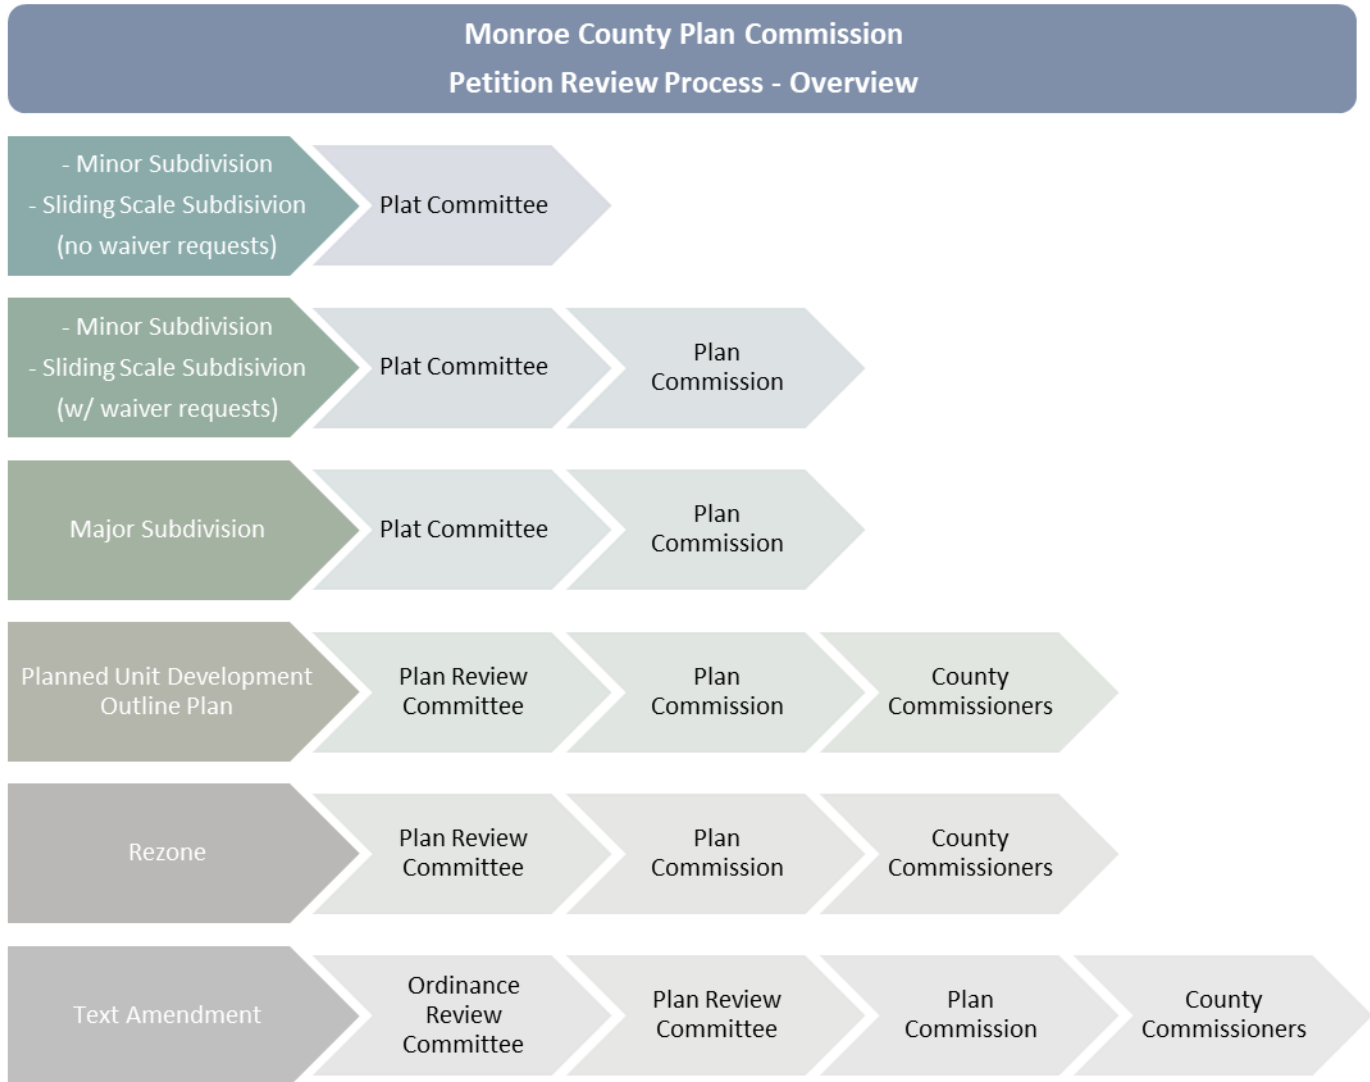 Monroe County Plan Commission
Petition Review Process - Overview
- Minor Subdivision
- Sliding Scale Subdisivion
(no waiver requests)
Plat Committee
- Minor Subdivision
- Sliding Scale Subdisivion
(w/ waiver requests)
Plat Committee
Plan
Commission
Major Subdivision
Plat Committee
Plan
Commission
Planned Unit Development
Outline Plan
Plan Review
Committee
Plan
Commission
County
Commissioners
Rezone
Plan Review
Committee
Plan
Commission
County
Commissioners
Text Amendment
Ordinance
Review
Committee
Plan Review
Committee
Plan
Commission
County
Commissioners